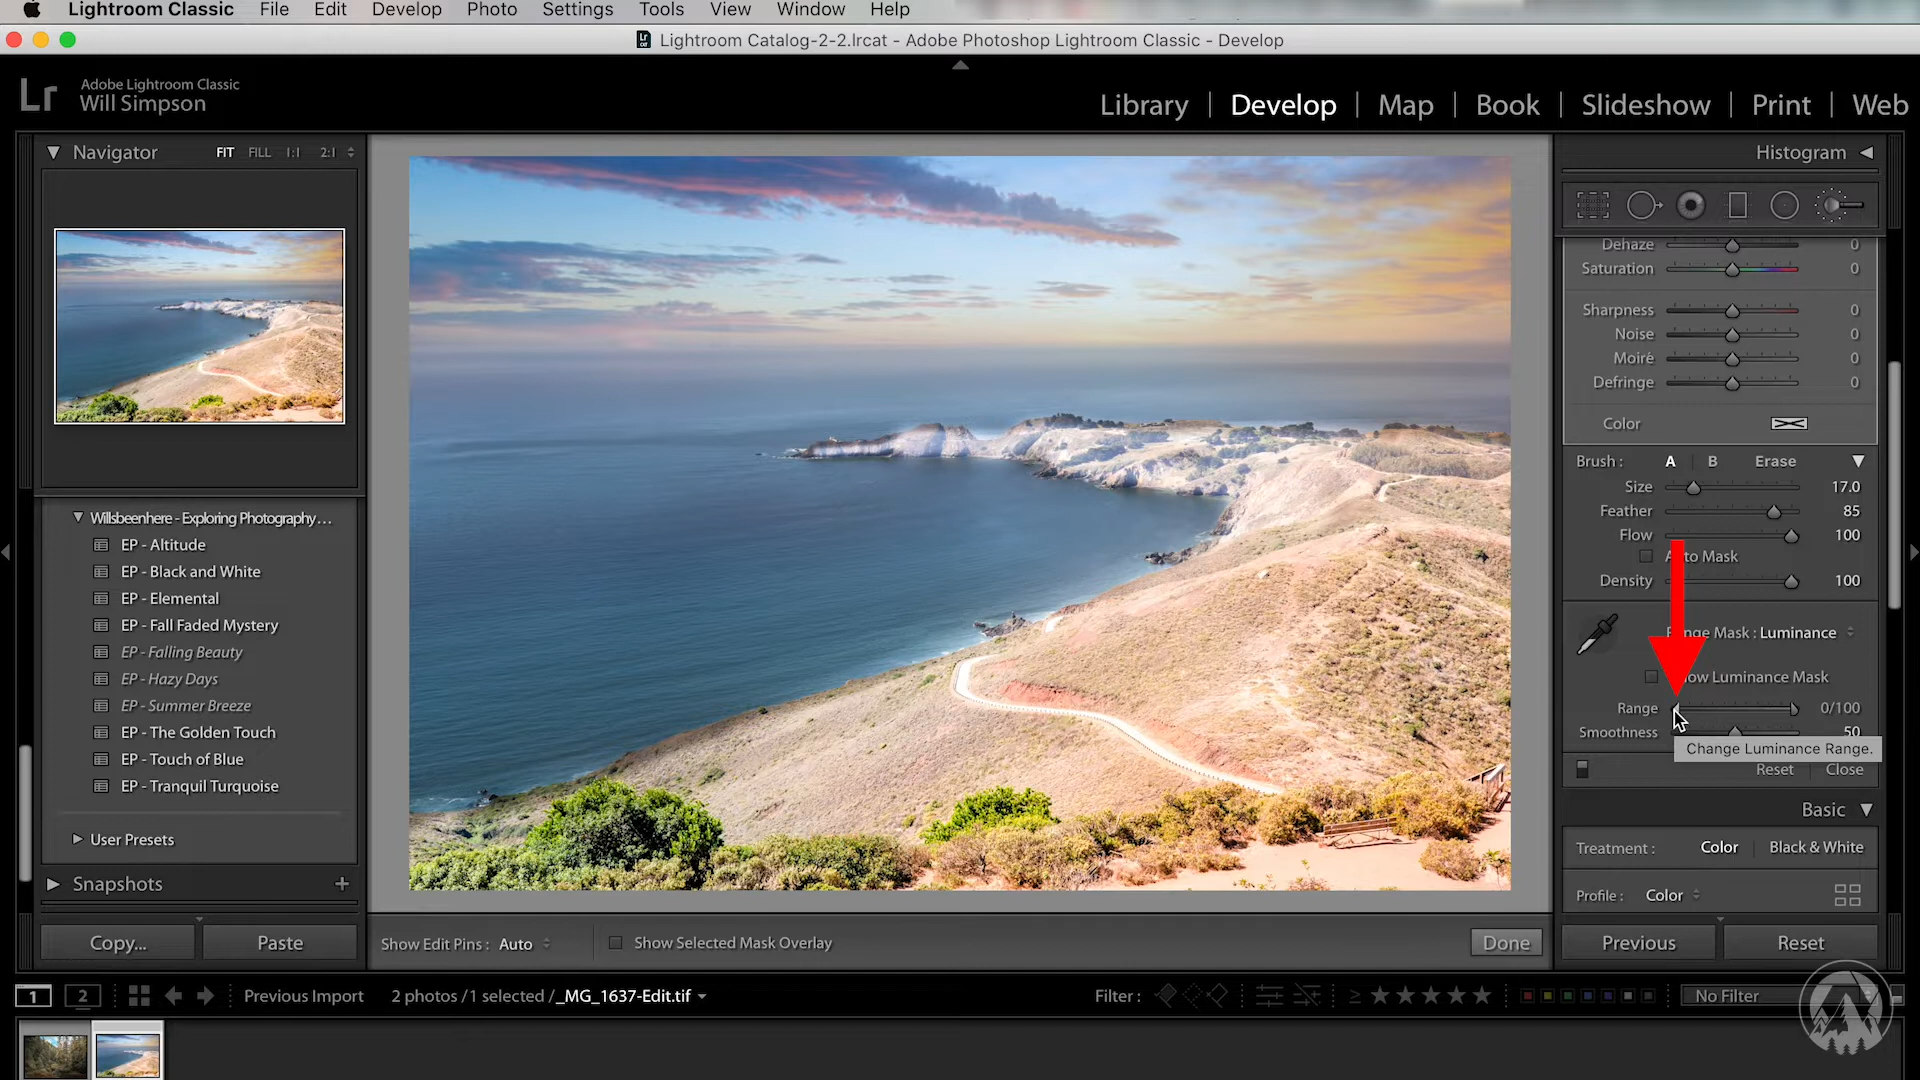 Lightroom Classic File Edit Develop Photo Settings Tools View Window Help
Lightroom Catalog-2-2.lrcat - Adobe Photoshop Lightroom Classic - Develop
Lr
Adobe Lightroom Classic
Will Simpson
Library | Develop | Map | Book | Slideshow | Print | Web
Navigator FIT FILL 1:1 2:1
Willsbeenhere - Exploring Photography…
EP - Altitude
EP - Black and White
EP - Elemental
EP - Fall Faded Mystery
EP - Falling Beauty
EP - Hazy Days
EP - Summer Breeze
EP - The Golden Touch
EP - Touch of Blue
EP - Tranquil Turquoise
User Presets
Snapshots +
Copy... Paste
Show Edit Pins : Auto Show Selected Mask Overlay Done
Histogram
Dehaze 0
Saturation 0
Sharpness 0
Noise 0
Moiré 0
Defringe 0
Color
Brush : A B Erase
Size 17.0
Feather 85
Flow 100
Mask
Density 100
Mask : Luminance
Luminance Mask
Range 0/100
Smoothness 50
Change Luminance Range.
Reset Close
Basic
Treatment : Color Black & White
Profile : Color
Previous Reset
1 2 Previous Import 2 photos /1 selected /_MG_1637-Edit.tif Filter : ≥ No Filter